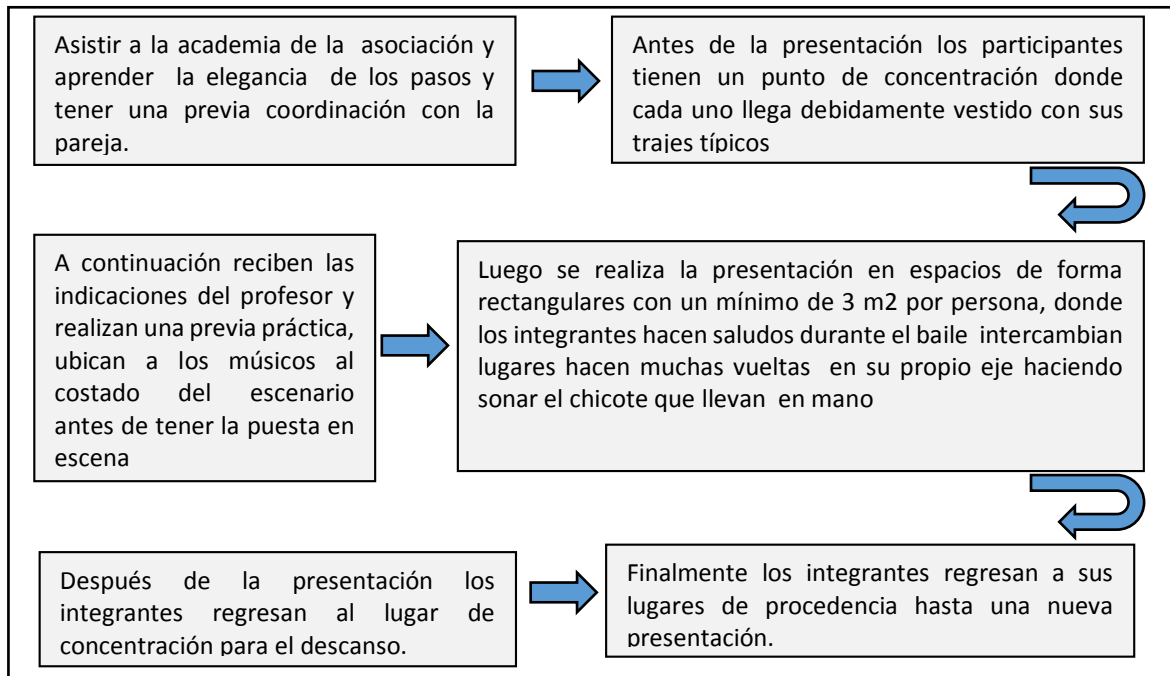 Asistir a la academia de la asociación y
aprender la elegancia de los pasos y
tener una previa coordinación con la
pareja.
Antes de la presentación los participantes
tienen un punto de concentración donde
cada uno llega debidamente vestido con sus
trajes típicos
A continuación reciben las
indicaciones del profesor y
realizan una previa práctica,
ubican a los músicos al
costado del escenario
antes de tener la puesta en
escena
Luego se realiza la presentación en espacios de forma
rectangulares con un mínimo de 3 m2 por persona, donde
los integrantes hacen saludos durante el baile intercambian
lugares hacen muchas vueltas en su propio eje haciendo
sonar el chicote que llevan en mano
Después de la presentación los
integrantes regresan al lugar de
concentración para el descanso.
Finalmente los integrantes regresan a sus
lugares de procedencia hasta una nueva
presentación.